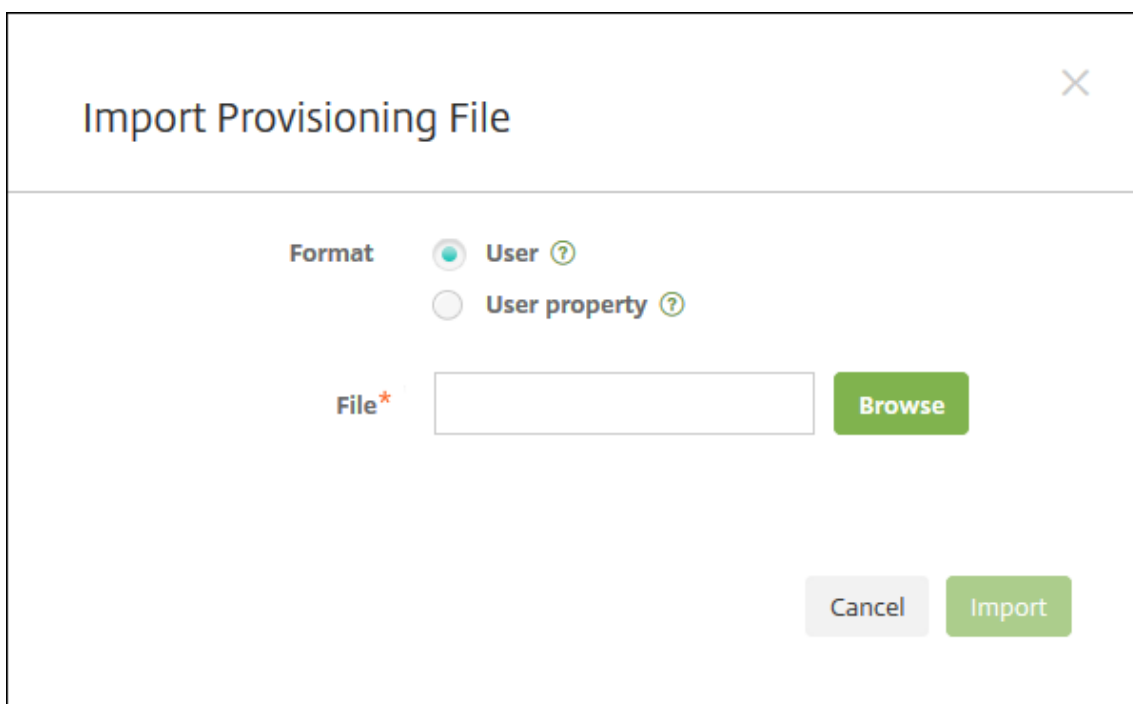 Import Provisioning File
Format User ?
User property ?
File* Browse
Cancel Import